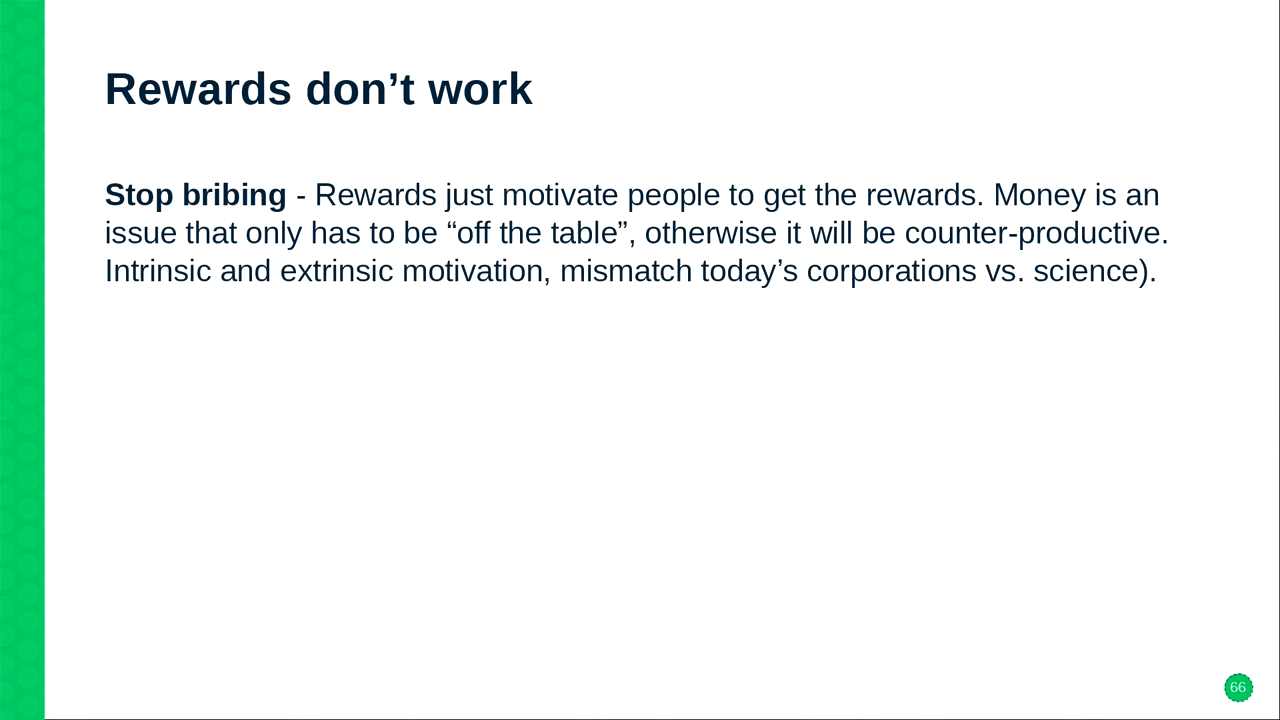 Rewards don’t work
Stop bribing - Rewards just motivate people to get the rewards. Money is an
issue that only has to be “off the table”, otherwise it will be counter-productive.
Intrinsic and extrinsic motivation, mismatch today’s corporations vs. science).
66